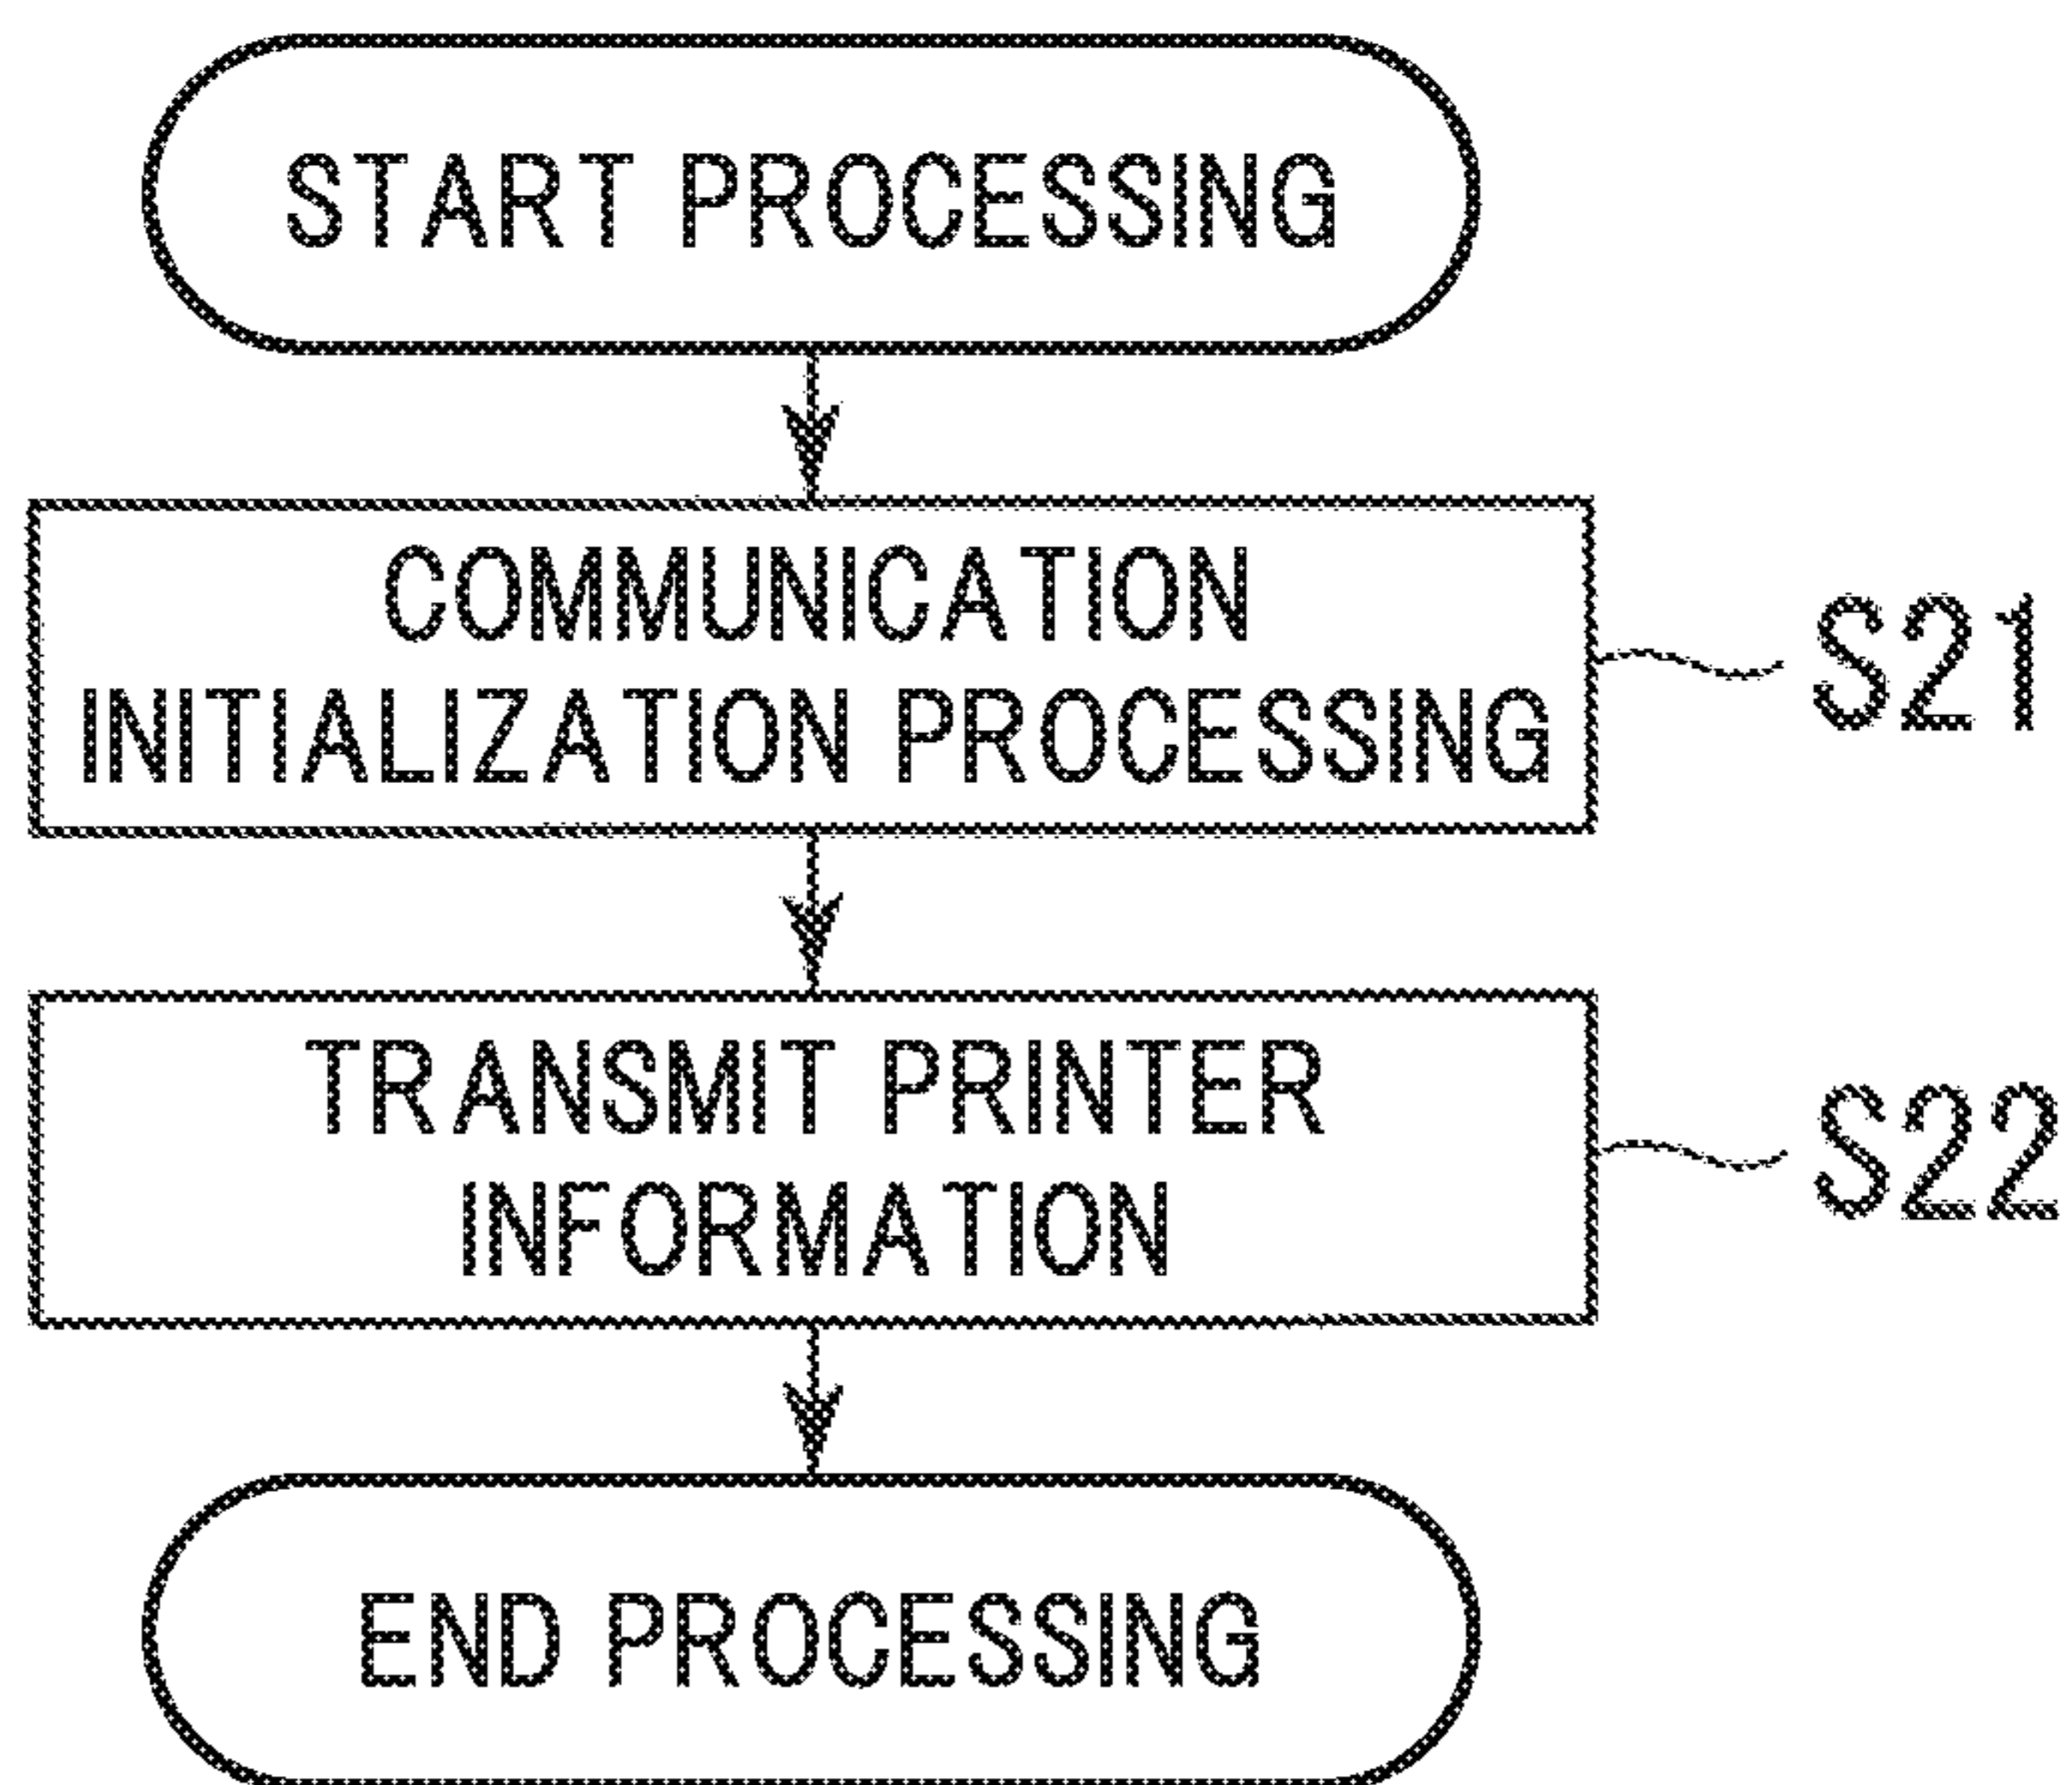 START PROCESSING
COMMUNICATION
INITIALIZATION PROCESSING
S21
TRANSMIT PRINTER
INFORMATION
S22
END PROCESSING